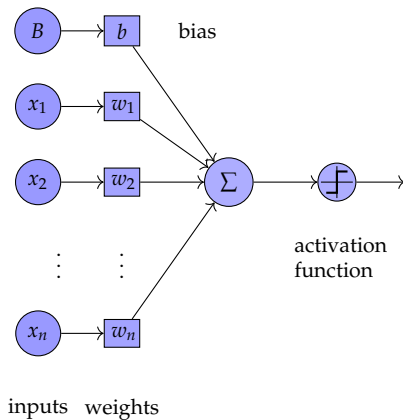 B b bias
x₁ w₁
x₂ w₂ Σ
⋮ ⋮
activation
function
xₙ wₙ
inputs weights